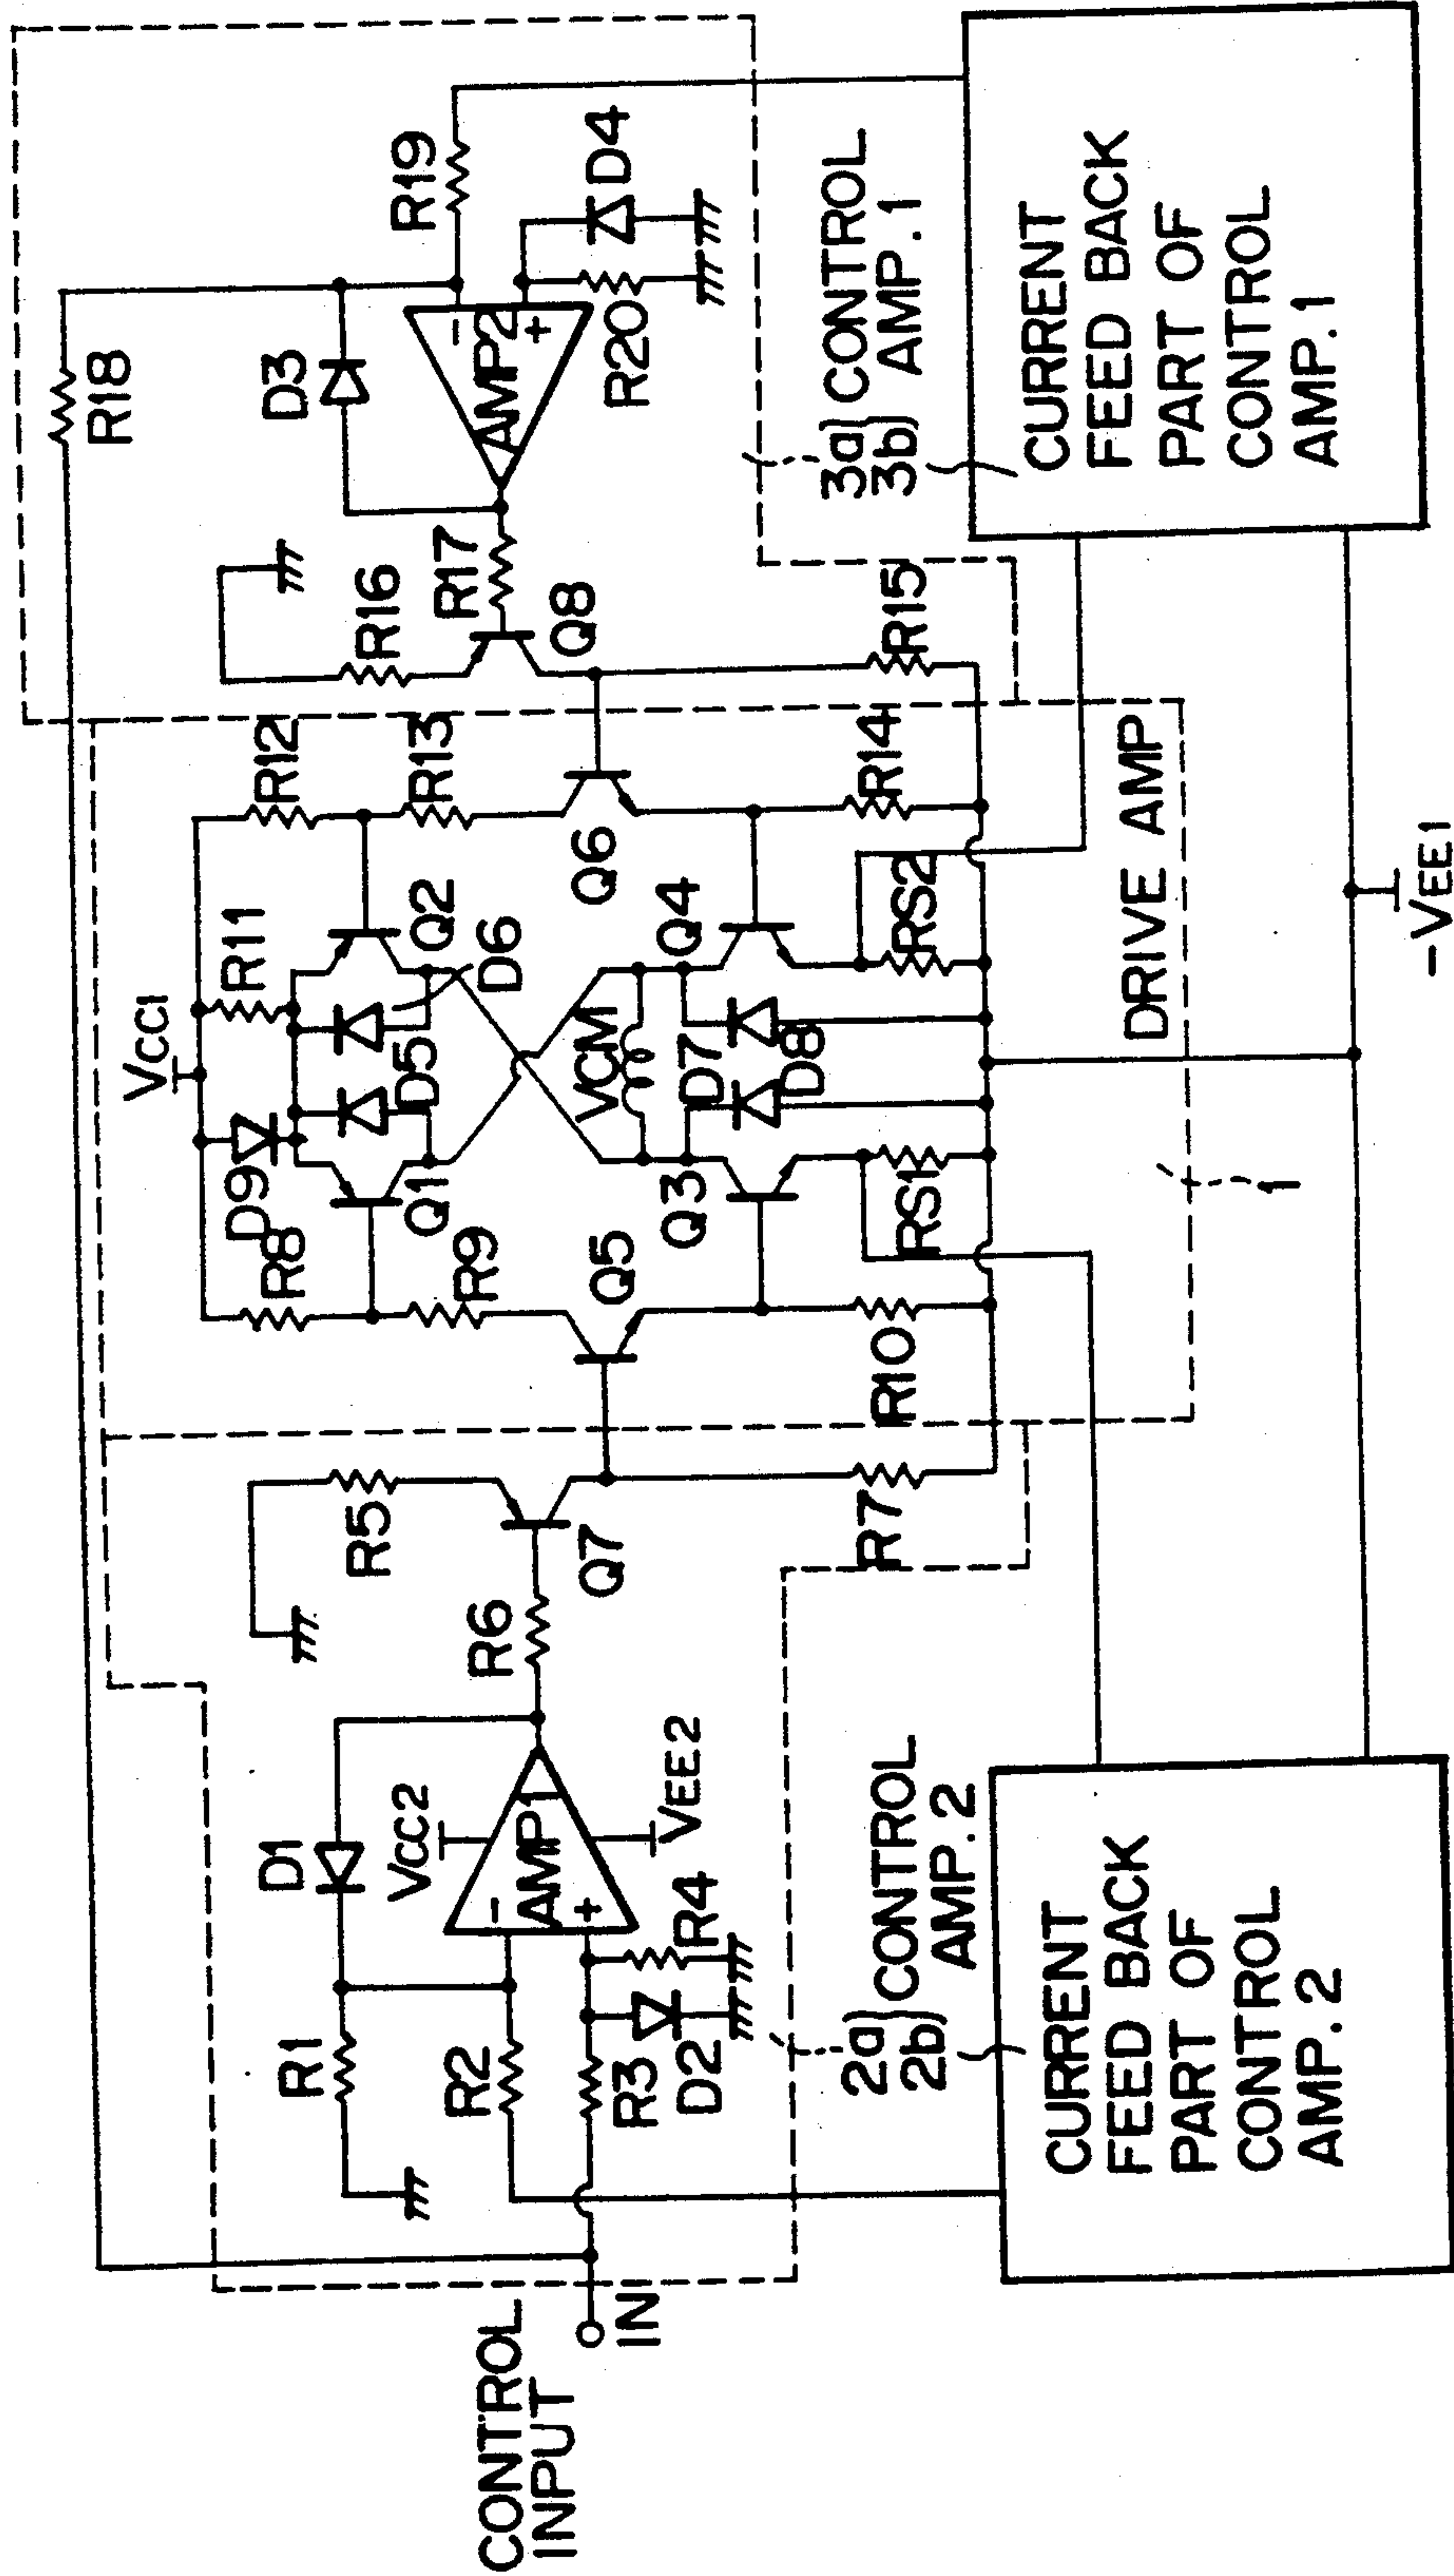 CONTROL
INPUT
IN
R1
R2
R3
D2
R4
D1
VCC2
AMP1
−
+
VEE2
R6
R5
Q7
R7
2a} CONTROL
2b} AMP. 2
CURRENT
FEED BACK
PART OF
CONTROL
AMP. 2
VCC1
R8
D9
R11
R12
Q1
D5
D6
Q2
R9
R13
Q5
VCM
Q6
Q3
D7
D8
Q4
R10
RS1
RS2
R14
1
DRIVE AMP
-VEE1
R18
R16
R17
Q8
R15
D3
AMP2
−
+
R19
R20
D4
3a} CONTROL
3b} AMP. 1
CURRENT
FEED BACK
PART OF
CONTROL
AMP. 1